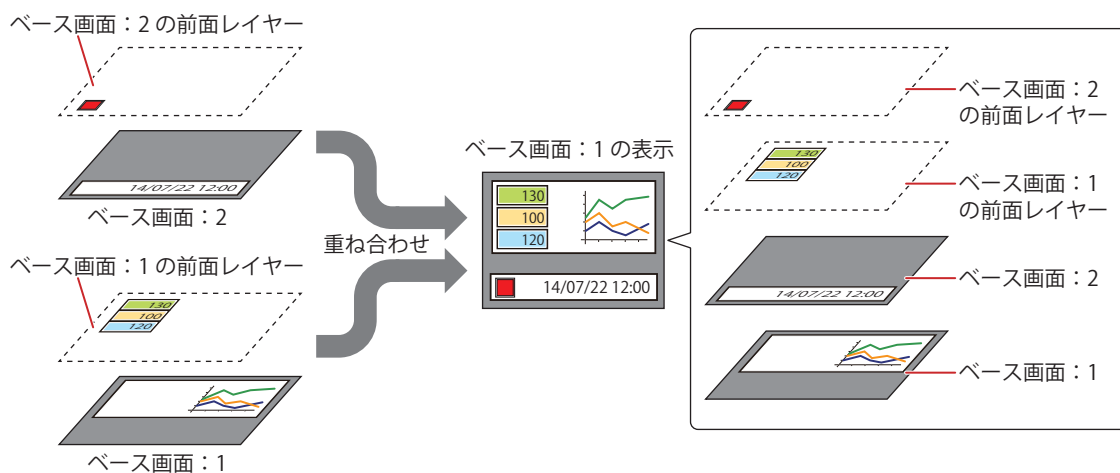 ベース画面：2 の前面レイヤー
14/07/22 12:00
ベース画面：2
ベース画面：1 の前面レイヤー
130
100
120
ベース画面：1
重ね合わせ
ベース画面：1 の表示
130
100
120
14/07/22 12:00
ベース画面：2
の前面レイヤー
130
100
120
ベース画面：1
の前面レイヤー
14/07/22 12:00
ベース画面：2
ベース画面：1